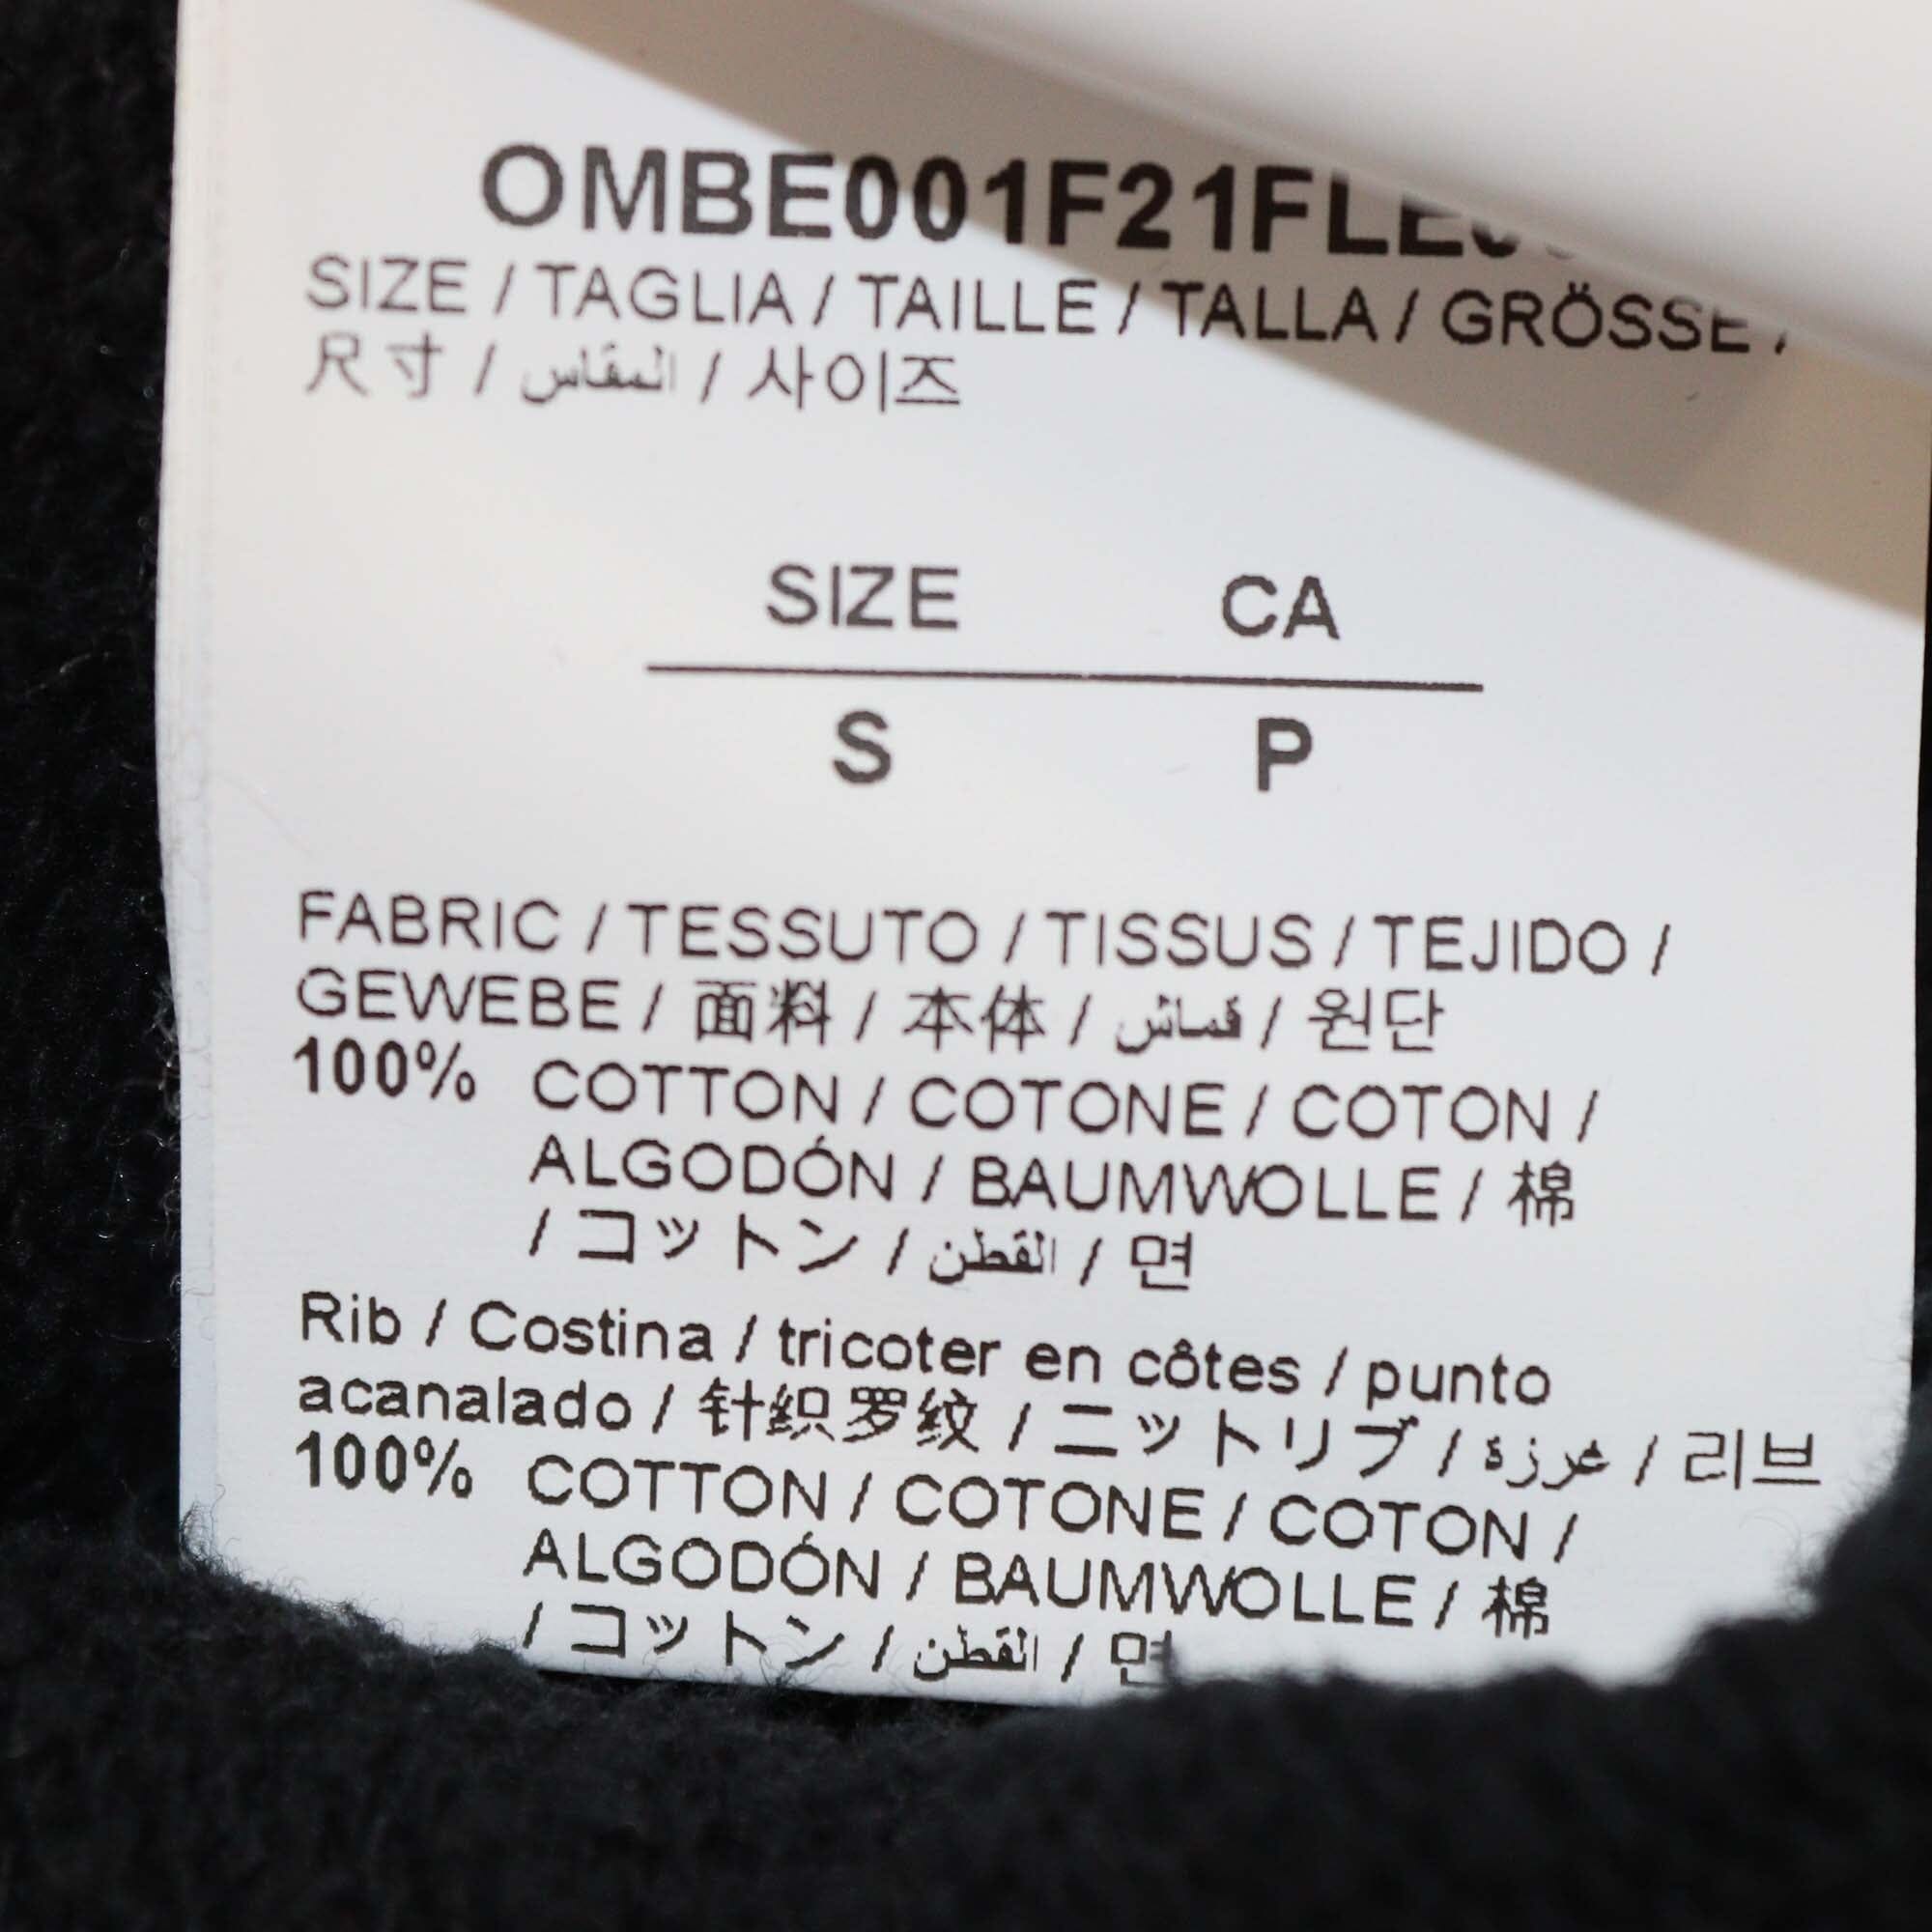 OMBE001F21FLE
SIZE / TAGLIA / TAILLE / TALLA / GRÖSSE /
尺寸 / المقاس / 사이즈
SIZE CA
S P
FABRIC / TESSUTO / TISSUS / TEJIDO /
GEWEBE / 面料 / 本体 / قماش / 원단
100% COTTON / COTONE / COTON /
ALGODÓN / BAUMWOLLE / 棉
/ コットン / القطن / 면
Rib / Costina / tricoter en côtes / punto
acanalado / 针织罗纹 / ニットリブ / غرزة / 리브
100% COTTON / COTONE / COTON /
ALGODÓN / BAUMWOLLE / 棉
/ コットン / القطن / 면